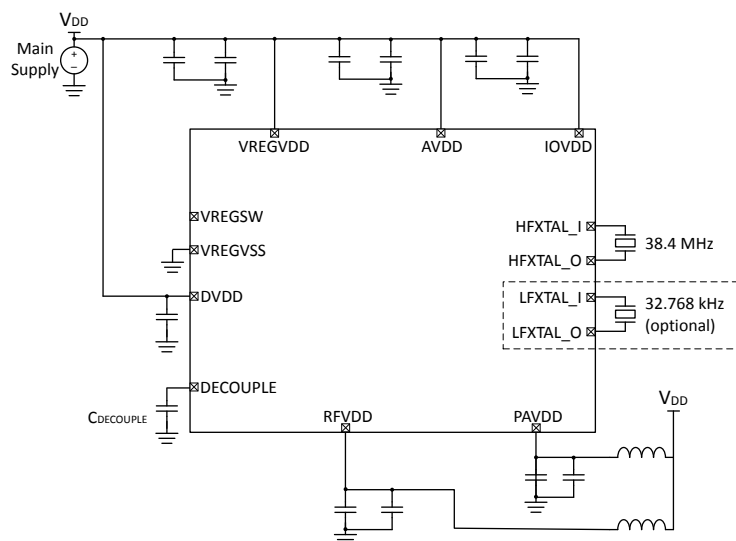 VDD
Main
Supply
+
−
VREGVDD
AVDD
IOVDD
VREGSW
HFXTAL_I
38.4 MHz
VREGVSS
HFXTAL_O
DVDD
LFXTAL_I
32.768 kHz
(optional)
LFXTAL_O
DECOUPLE
CDECOUPLE
RFVDD
PAVDD
VDD